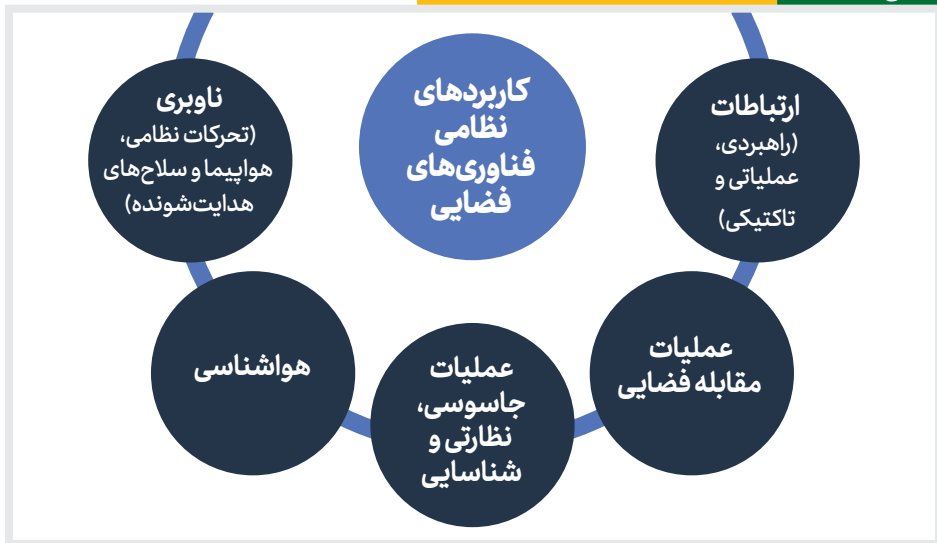 کاربردهای
نظامی
فناوری‌های
فضایی
ارتباطات
(راهبردی،
عملیاتی و
تاکتیکی)
ناوبری
(تحرکات نظامی،
هواپیما و سلاح‌های
هدایت‌شونده)
عملیات
مقابله فضایی
عملیات
جاسوسی،
نظارتی و
شناسایی
هواشناسی